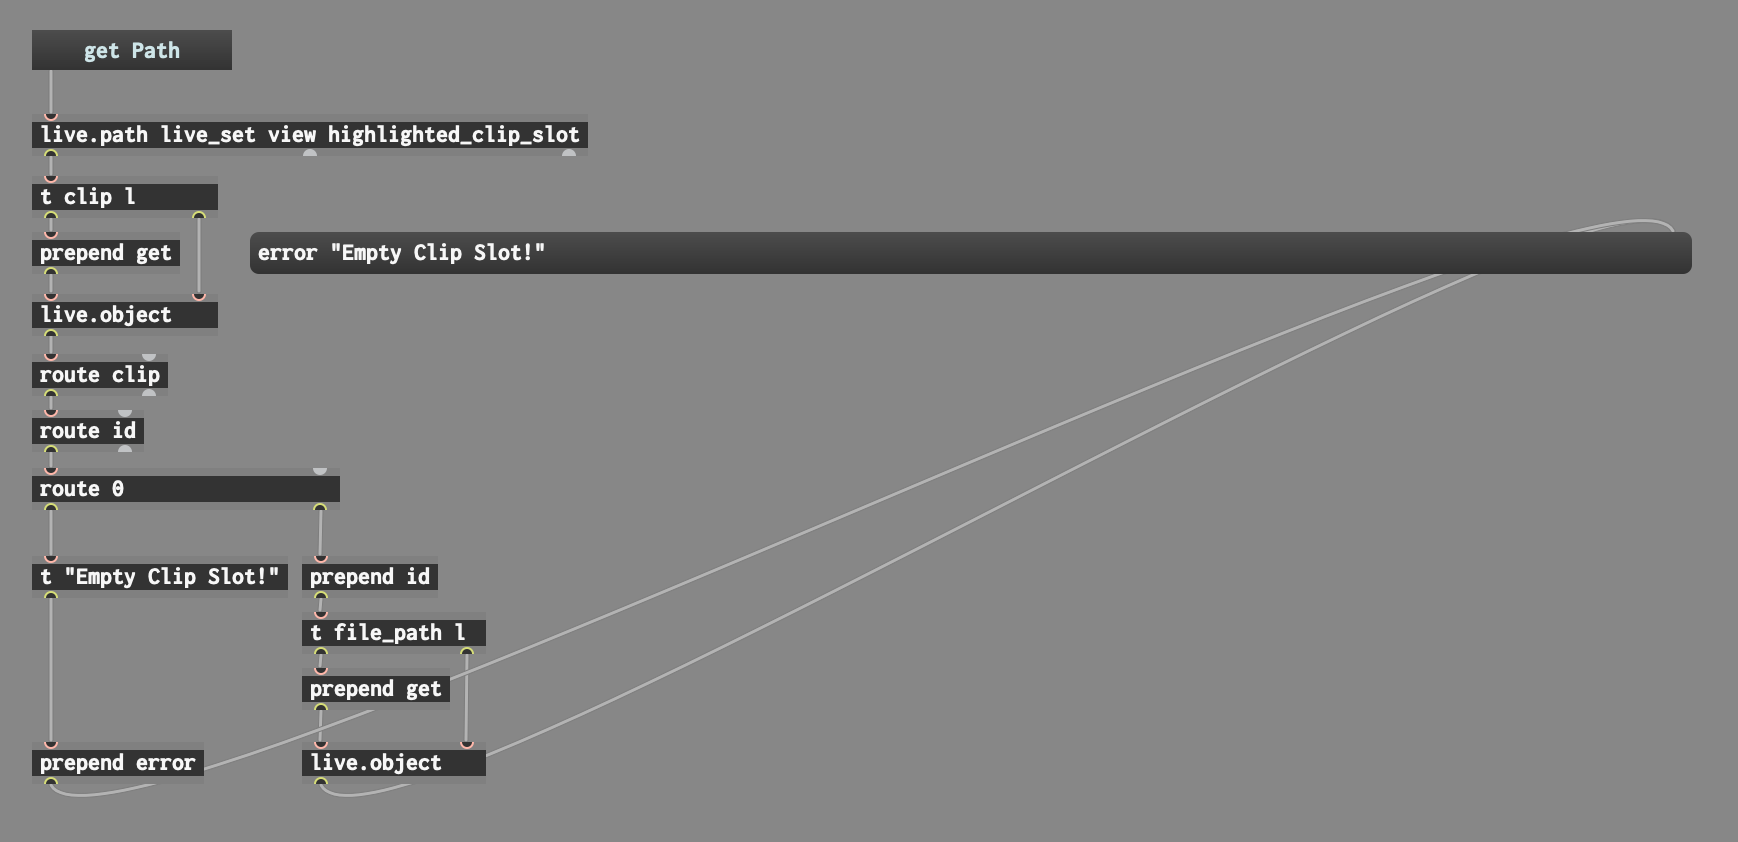 get Path
live.path live_set view highlighted_clip_slot
t clip l
prepend get
error "Empty Clip Slot!"
live.object
route clip
route id
route 0
t "Empty Clip Slot!"
prepend id
t file_path l
prepend get
prepend error
live.object